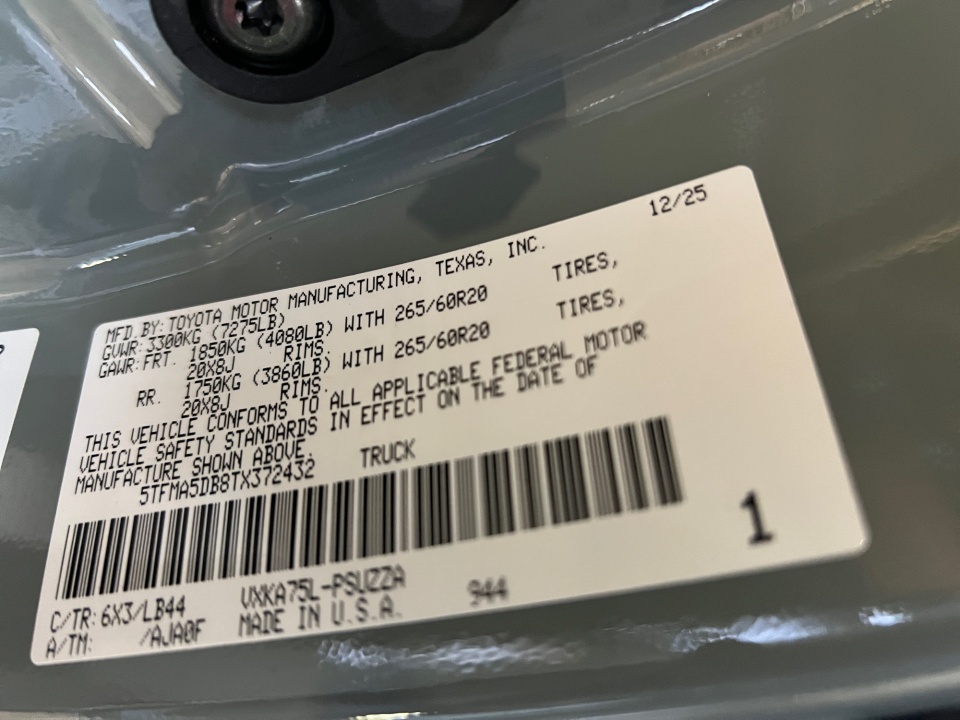 12/25
MFD.BY:TOYOTA MOTOR MANUFACTURING, TEXAS, INC.
GVWR:3300KG (7275LB)
GAWR:FRT. 1850KG (4080LB) WITH 265/60R20 TIRES,
20X8J RIMS.
RR. 1750KG (3860LB) WITH 265/60R20 TIRES,
20X8J RIMS.
THIS VEHICLE CONFORMS TO ALL APPLICABLE FEDERAL MOTOR
VEHICLE SAFETY STANDARDS IN EFFECT ON THE DATE OF
MANUFACTURE SHOWN ABOVE.
5TFMA5DB8TX372432 TRUCK
1
C/TR:6X3/LB44 VXKA75L-PSUZZA 944
A/TM: /AJA0F MADE IN U.S.A.